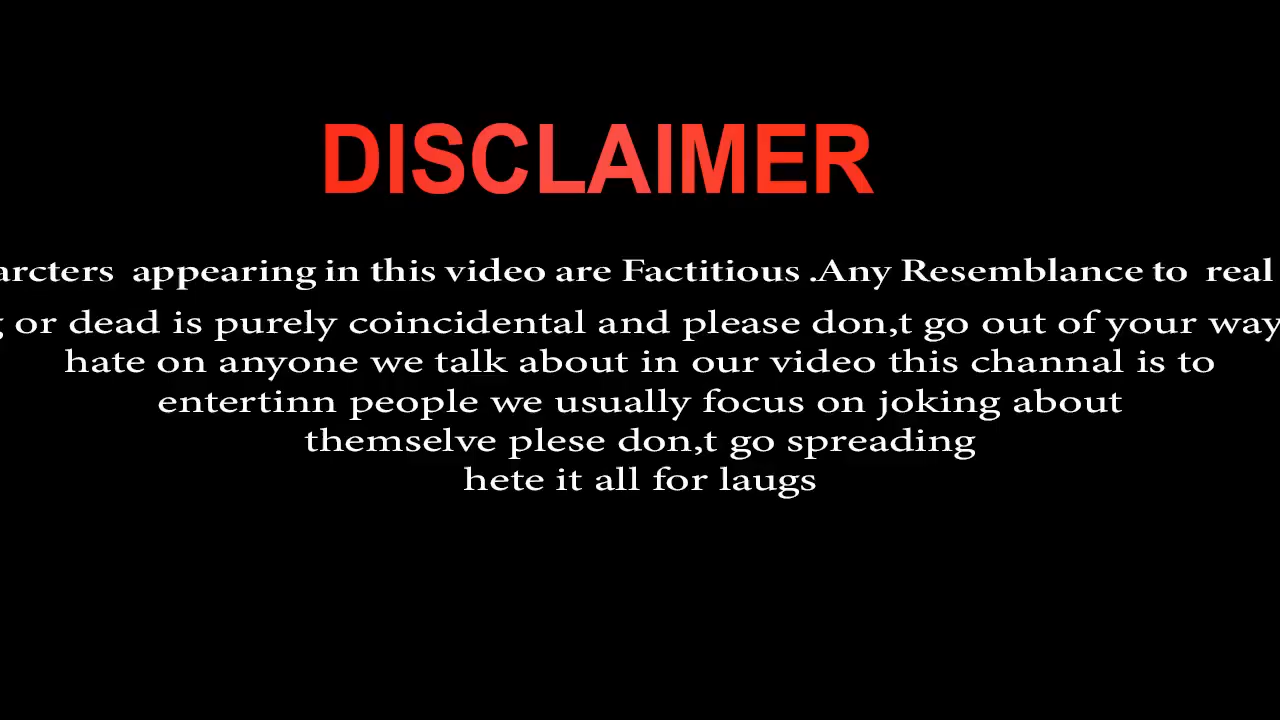 DISCLAIMER
arcters appearing in this video are Factitious .Any Resemblance to real
g or dead is purely coincidental and please don,t go out of your way
hate on anyone we talk about in our video this channal is to
entertinn people we usually focus on joking about
themselve plese don,t go spreading
hete it all for laugs